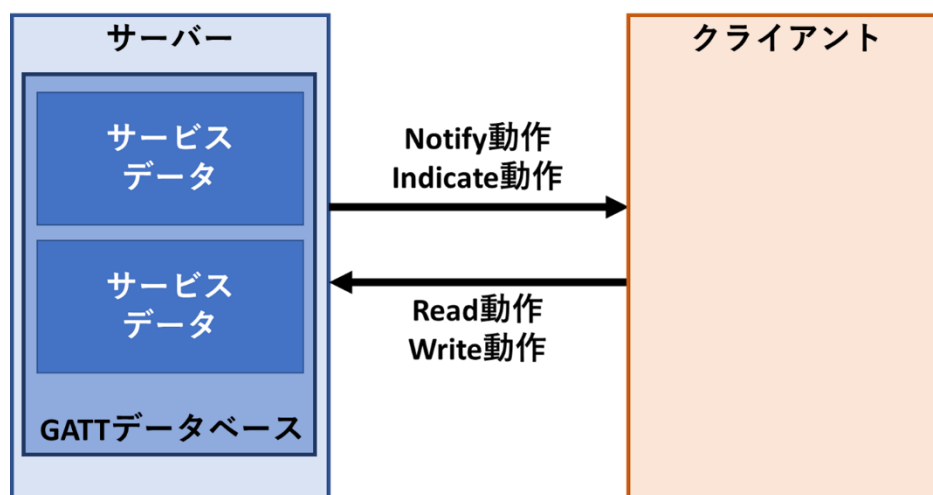 サーバー
クライアント
サービス
データ
サービス
データ
GATTデータベース
Notify動作
Indicate動作
Read動作
Write動作